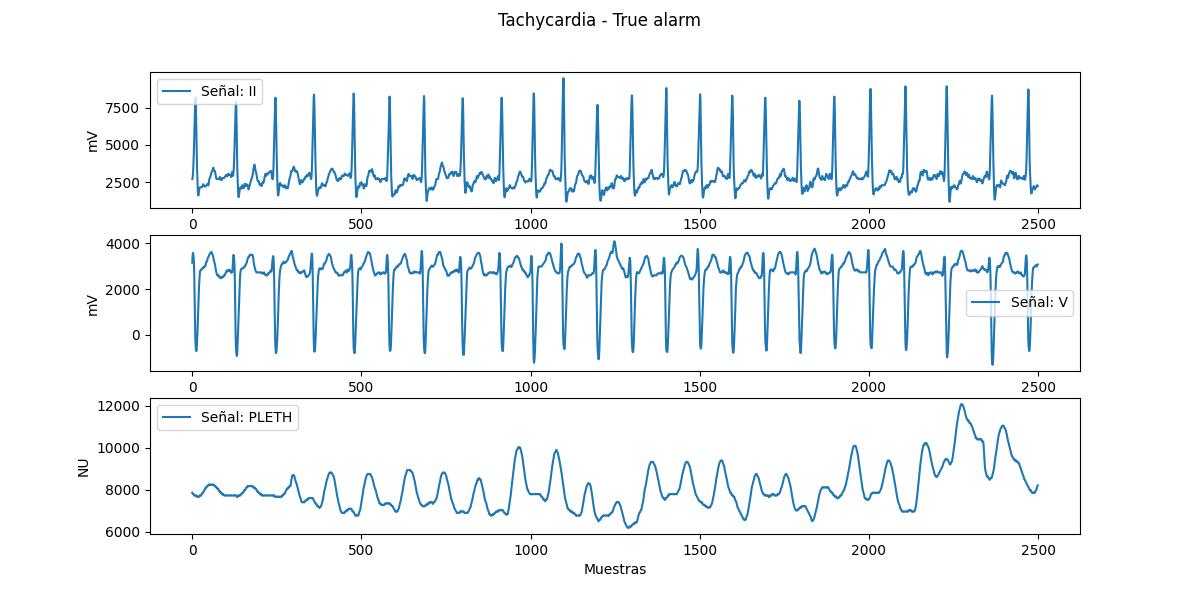 Tachycardia - True alarm
Señal: II
7500
5000
2500
mV
0 500 1000 1500 2000 2500
4000
2000
0
mV
Señal: V
0 500 1000 1500 2000 2500
Señal: PLETH
12000
10000
8000
6000
NU
0 500 1000 1500 2000 2500
Muestras